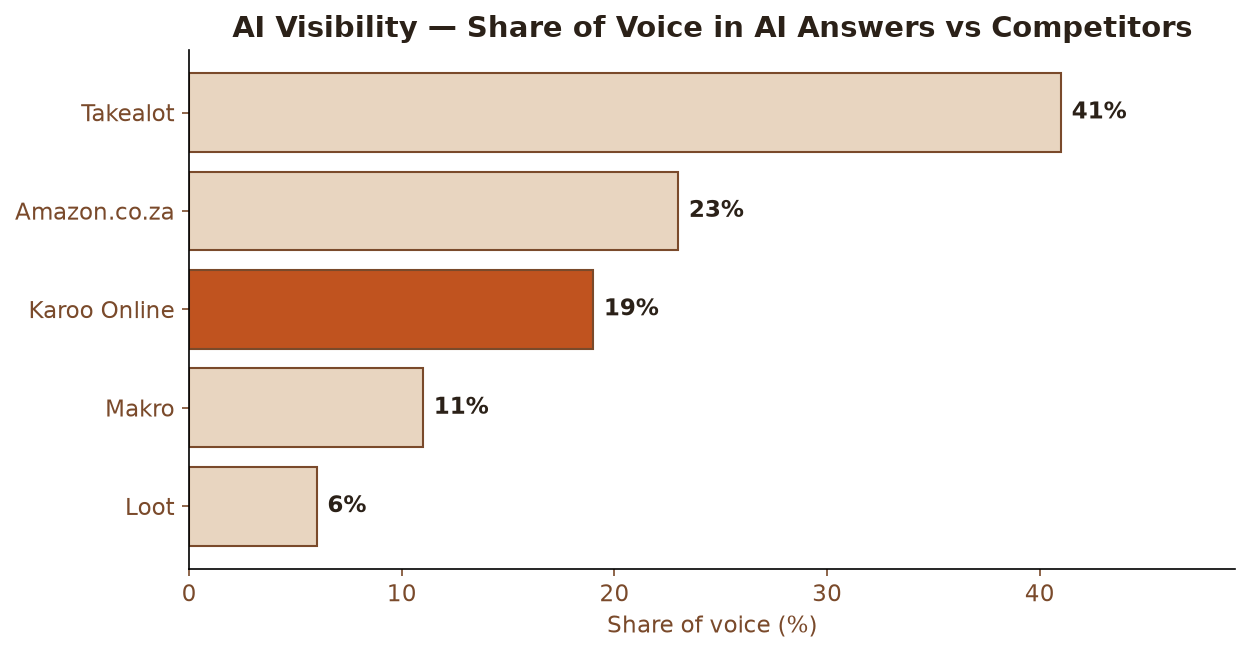 AI Visibility — Share of Voice in AI Answers vs Competitors
Takealot 41%
Amazon.co.za 23%
Karoo Online 19%
Makro 11%
Loot 6%
0 10 20 30 40
Share of voice (%)